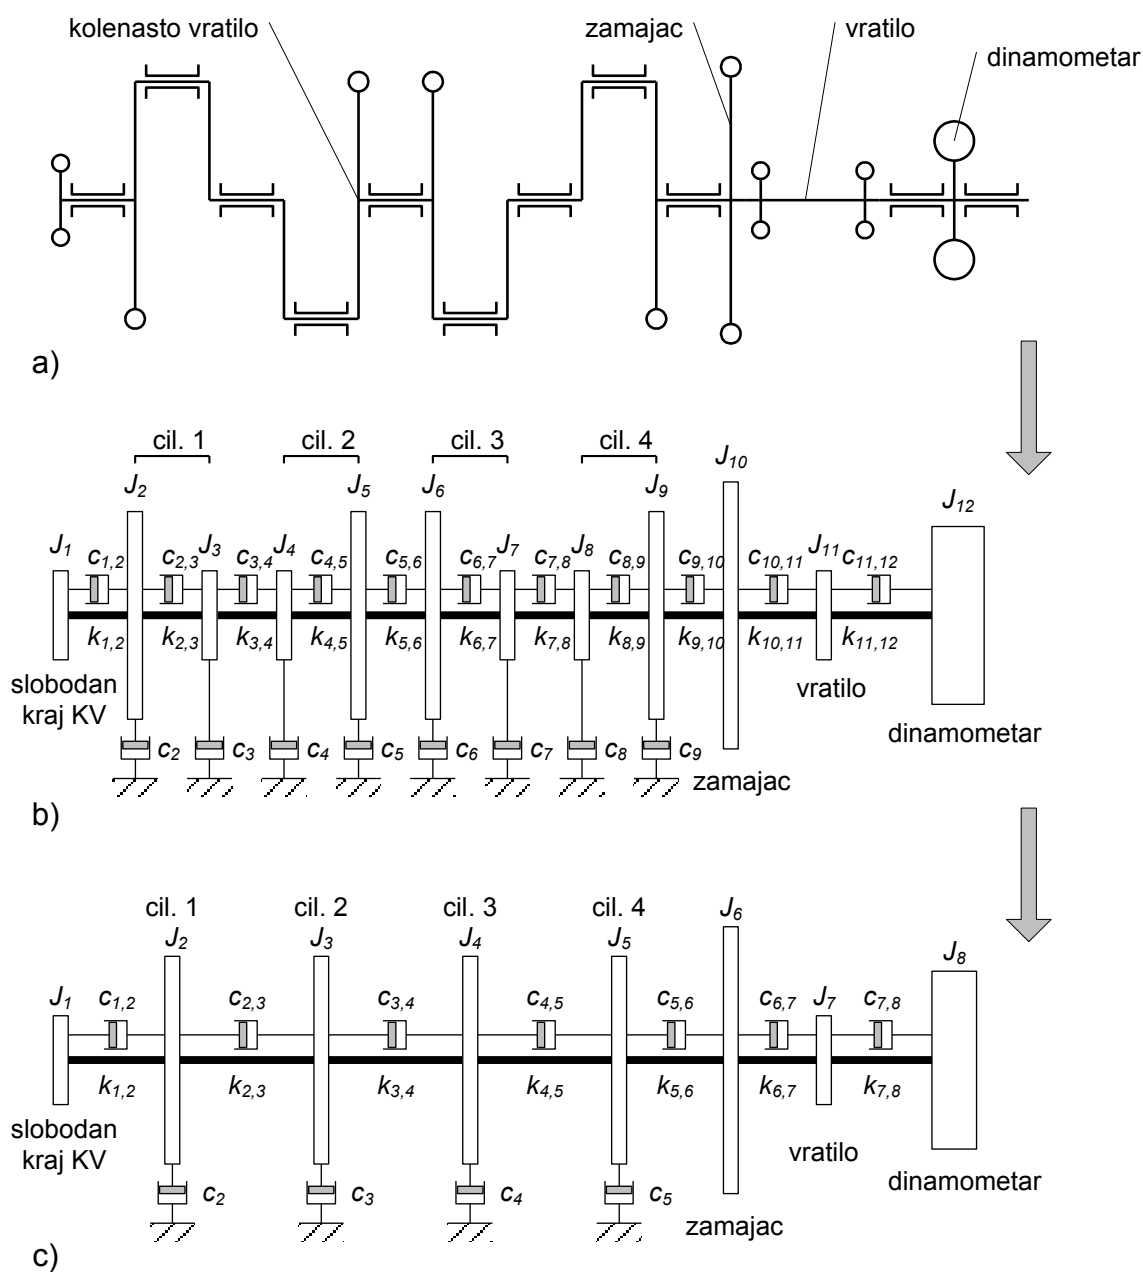 kolenasto vratilo
zamajac
vratilo
dinamometar
a)
cil. 1
cil. 2
cil. 3
cil. 4
J10
J2
J5
J6
J9
J12
J1
c1,2
c2,3
J3
c3,4
J4
c4,5
c5,6
c6,7
J7
c7,8
J8
c8,9
c9,10
c10,11
J11
c11,12
k1,2
k2,3
k3,4
k4,5
k5,6
k6,7
k7,8
k8,9
k9,10
k10,11
k11,12
slobodan
kraj KV
vratilo
dinamometar
c2
c3
c4
c5
c6
c7
c8
c9
zamajac
b)
cil. 1
cil. 2
cil. 3
cil. 4
J6
J2
J3
J4
J5
J8
J1
c1,2
c2,3
c3,4
c4,5
c5,6
c6,7
J7
c7,8
k1,2
k2,3
k3,4
k4,5
k5,6
k6,7
k7,8
slobodan
kraj KV
vratilo
dinamometar
c2
c3
c4
c5
zamajac
c)